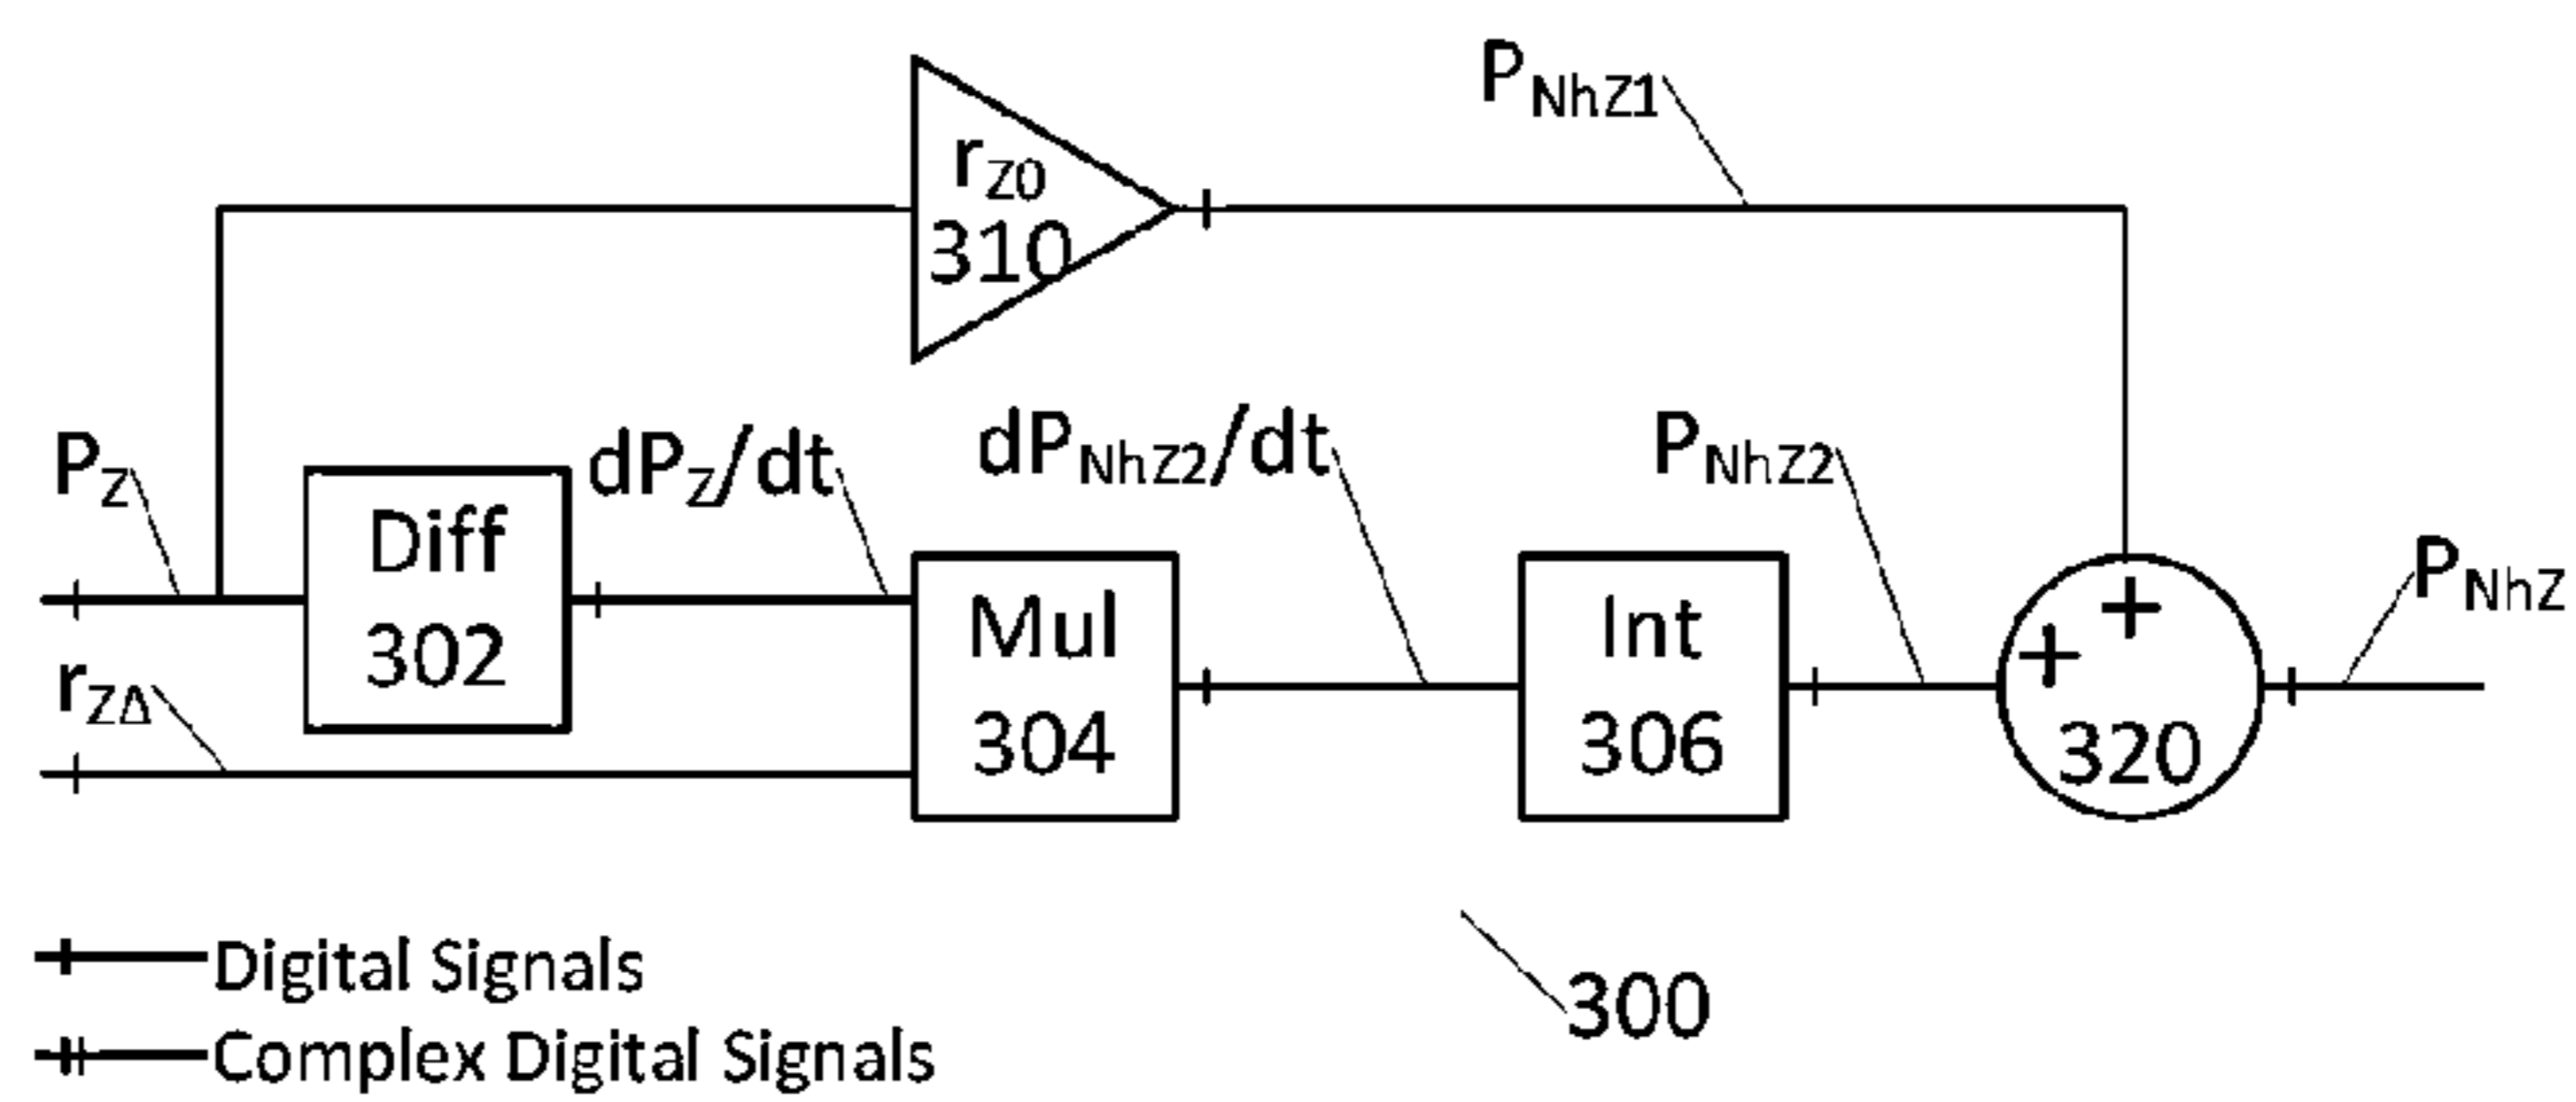 P_NhZ1
r_Z0
310
P_Z
dP_Z/dt
dP_NhZ2/dt
P_NhZ2
P_NhZ
Diff
302
Mul
304
Int
306
+
+
320
r_ZΔ
Digital Signals
Complex Digital Signals
300